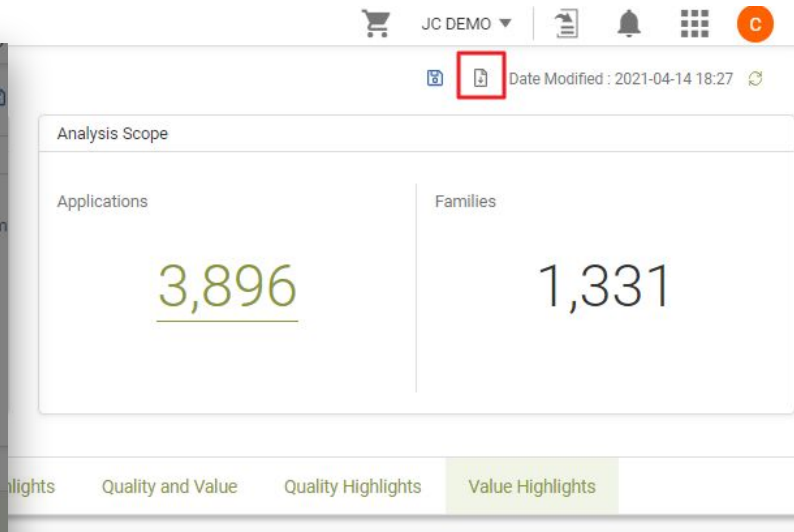 JC DEMO
C
Date Modified : 2021-04-14 18:27
Analysis Scope
Applications
Families
3,896
1,331
Quality and Value
Quality Highlights
Value Highlights